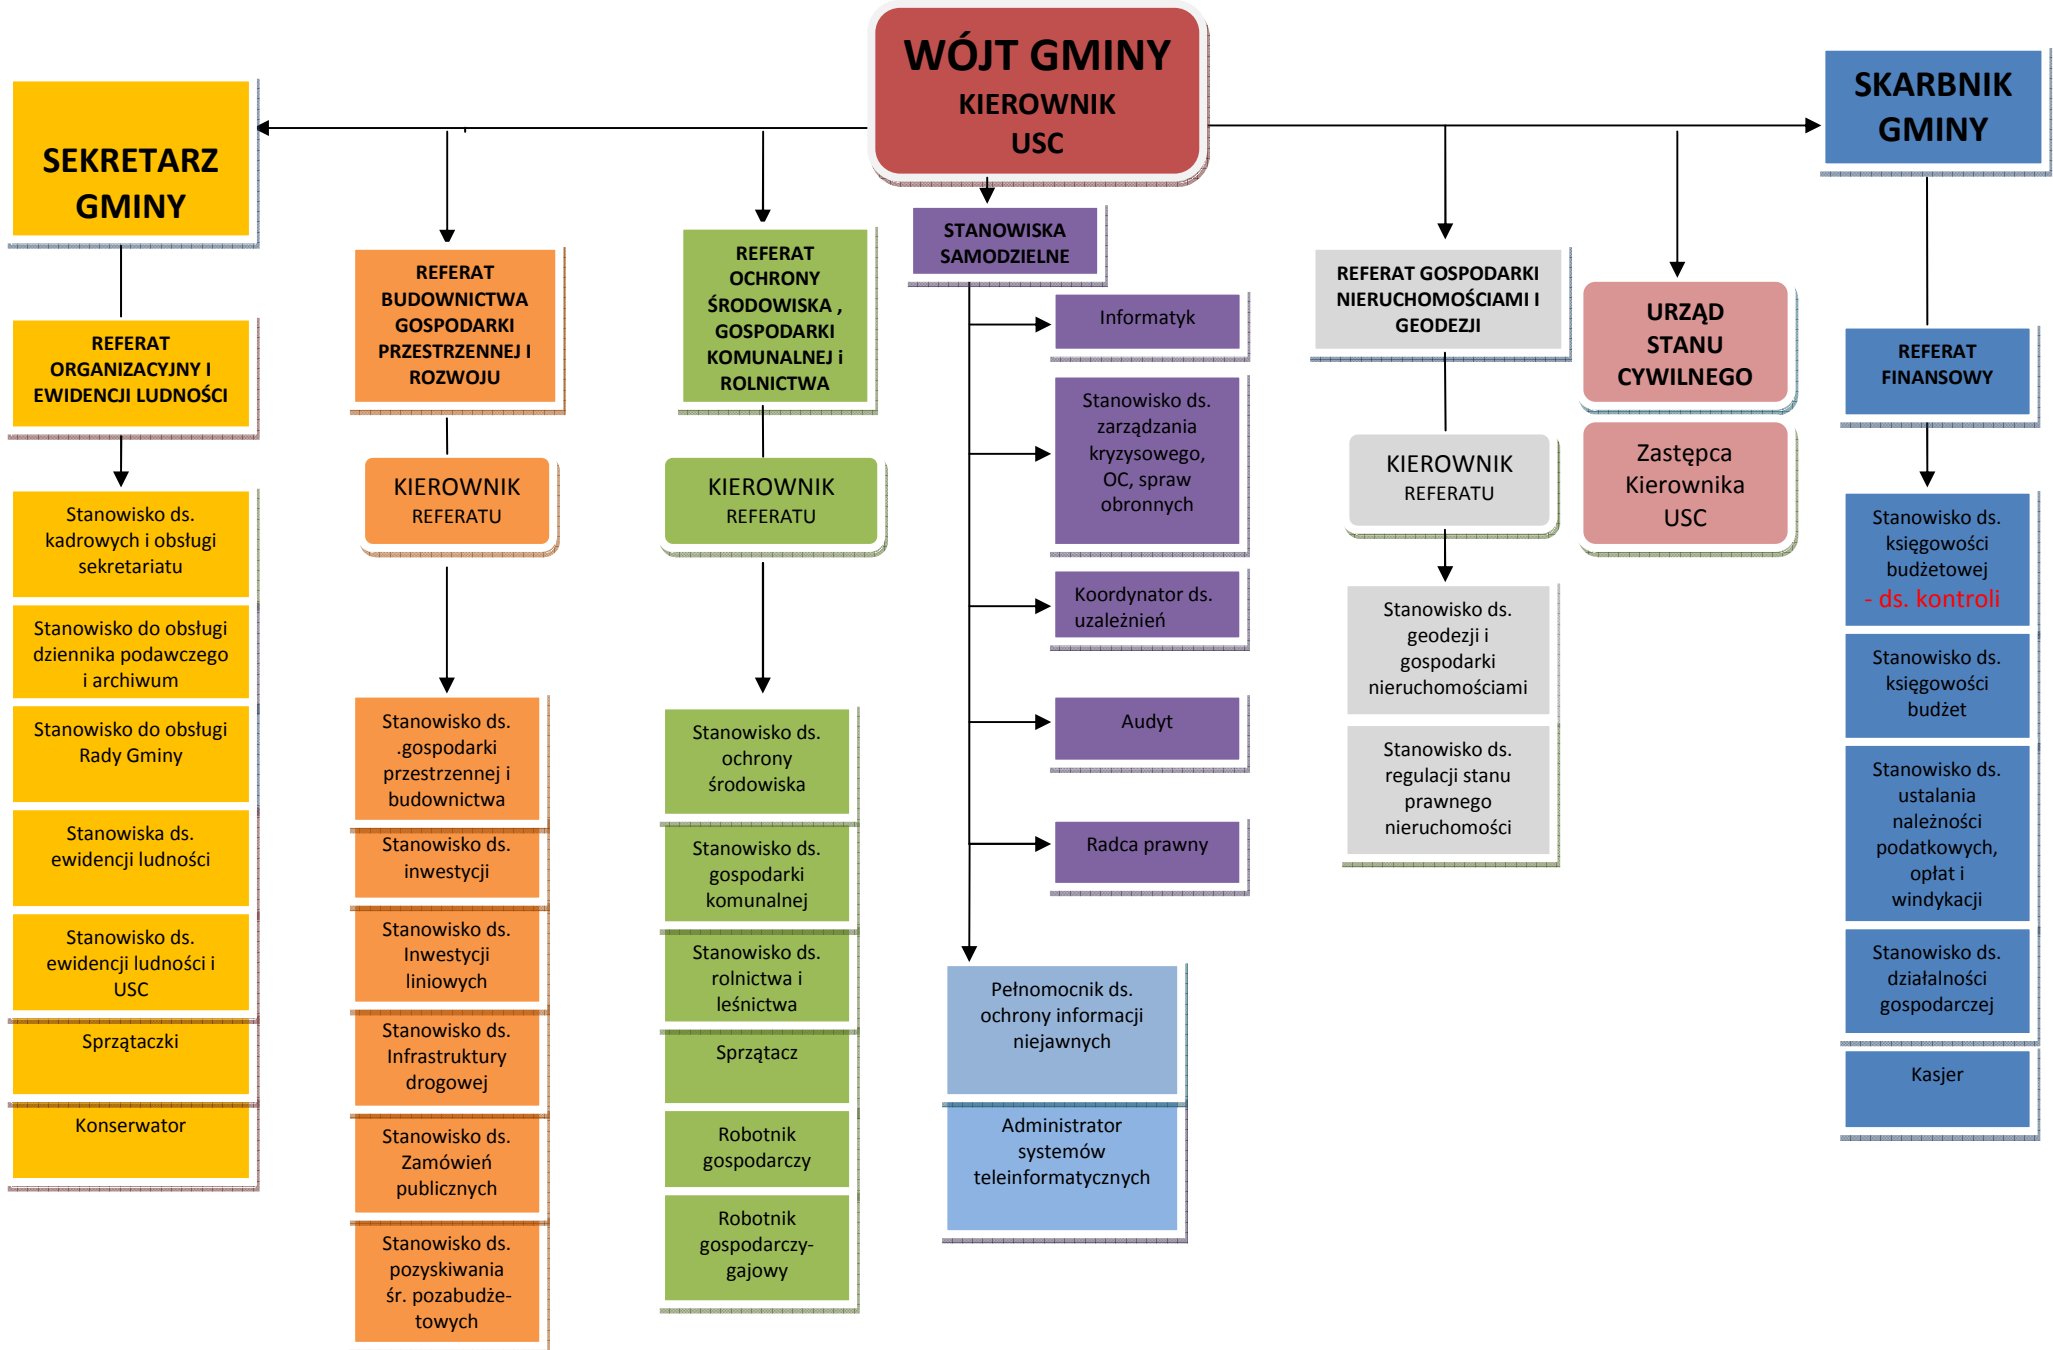 WÓJT GMINY
KIEROWNIK
USC
SEKRETARZ
GMINY
REFERAT
ORGANIZACYJNY I
EWIDENCJI LUDNOŚCI
Stanowisko ds.
kadrowych i obsługi
sekretariatu
Stanowisko do obsługi
dziennika podawczego
i archiwum
Stanowisko do obsługi
Rady Gminy
Stanowiska ds.
ewidencji ludności
Stanowisko ds.
ewidencji ludności i
USC
Sprzątaczki
Konserwator
REFERAT
BUDOWNICTWA
GOSPODARKI
PRZESTRZENNEJ I
ROZWOJU
KIEROWNIK
REFERATU
Stanowisko ds.
.gospodarki
przestrzennej i
budownictwa
Stanowisko ds.
inwestycji
Stanowisko ds.
Inwestycji
liniowych
Stanowisko ds.
Infrastruktury
drogowej
Stanowisko ds.
Zamówień
publicznych
Stanowisko ds.
pozyskiwania
śr. pozabudże-
towych
REFERAT
OCHRONY
ŚRODOWISKA ,
GOSPODARKI
KOMUNALNEJ i
ROLNICTWA
KIEROWNIK
REFERATU
Stanowisko ds.
ochrony
środowiska
Stanowisko ds.
gospodarki
komunalnej
Stanowisko ds.
rolnictwa i
leśnictwa
Sprzątacz
Robotnik
gospodarczy
Robotnik
gospodarczy-
gajowy
STANOWISKA
SAMODZIELNE
Informatyk
Stanowisko ds.
zarządzania
kryzysowego,
OC, spraw
obronnych
Koordynator ds.
uzależnień
Audyt
Radca prawny
Pełnomocnik ds.
ochrony informacji
niejawnych
Administrator
systemów
teleinformatycznych
REFERAT GOSPODARKI
NIERUCHOMOŚCIAMI I
GEODEZJI
KIEROWNIK
REFERATU
Stanowisko ds.
geodezji i
gospodarki
nieruchomościami
Stanowisko ds.
regulacji stanu
prawnego
nieruchomości
URZĄD
STANU
CYWILNEGO
Zastępca
Kierownika
USC
SKARBNIK
GMINY
REFERAT
FINANSOWY
Stanowisko ds.
księgowości
budżetowej
- ds. kontroli
Stanowisko ds.
księgowości
budżet
Stanowisko ds.
ustalania
należności
podatkowych,
opłat i
windykacji
Stanowisko ds.
działalności
gospodarczej
Kasjer